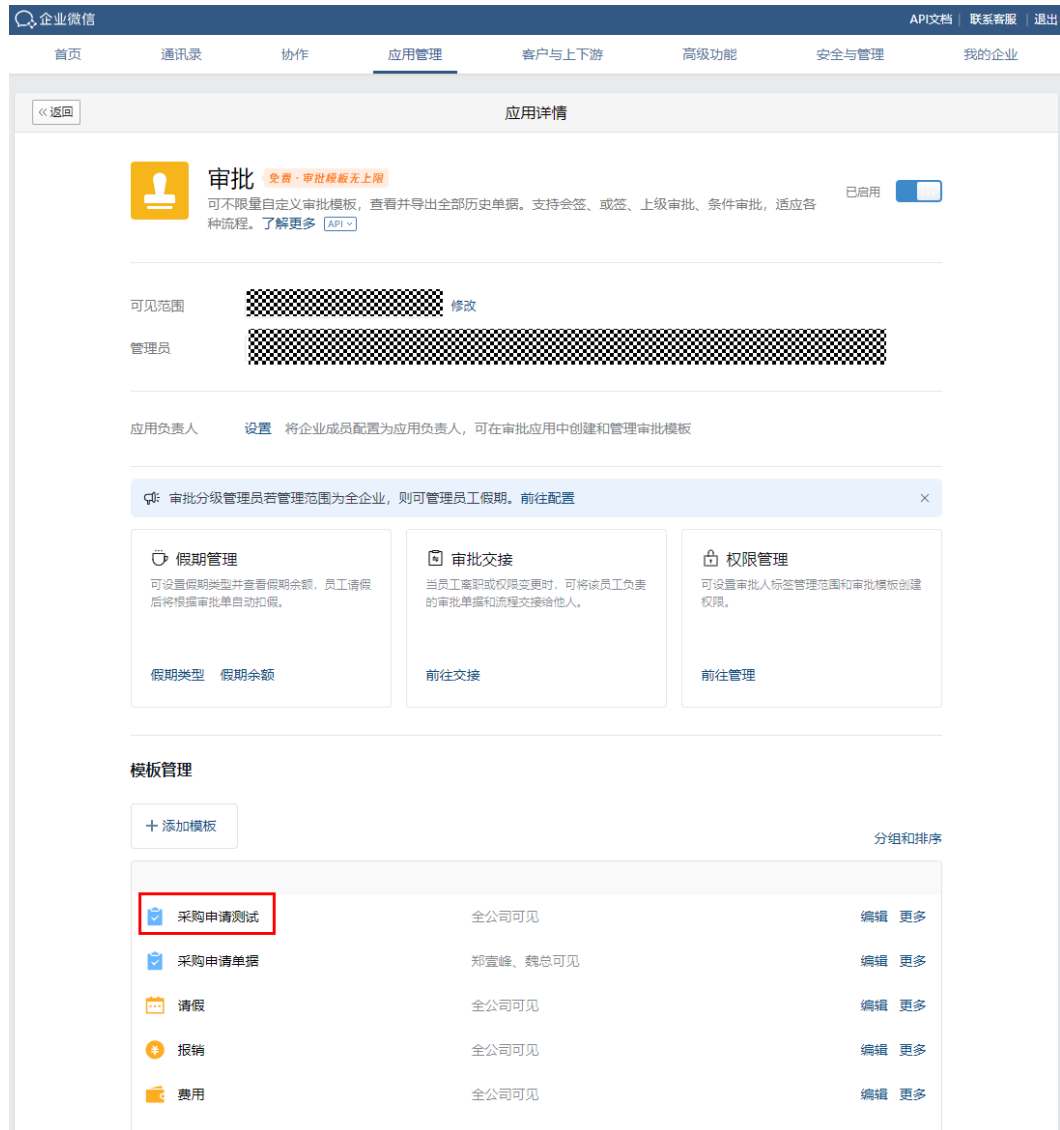 企业微信
API文档 | 联系客服 | 退出
首页 通讯录 协作 应用管理 客户与上下游 高级功能 安全与管理 我的企业
«返回
应用详情
审批 免费·审批模板无上限
可不限量自定义审批模板，查看并导出全部历史单据。支持会签、或签、上级审批、条件审批，适应各
种流程。了解更多 API
已启用
可见范围 修改
管理员
应用负责人 设置 将企业成员配置为应用负责人，可在审批应用中创建和管理审批模板
审批分级管理员若管理范围为全企业，则可管理员工假期。前往配置
假期管理
可设置假期类型并查看假期余额，员工请假
后将根据审批单自动扣假。
假期类型 假期余额
审批交接
当员工离职或权限变更时，可将该员工负责
的审批单据和流程交接给他人。
前往交接
权限管理
可设置审批人标签管理范围和审批模板创建
权限。
前往管理
模板管理
+ 添加模板
分组和排序
采购申请测试 全公司可见 编辑 更多
采购申请单据 郑壹峰、魏总可见 编辑 更多
请假 全公司可见 编辑 更多
报销 全公司可见 编辑 更多
费用 全公司可见 编辑 更多